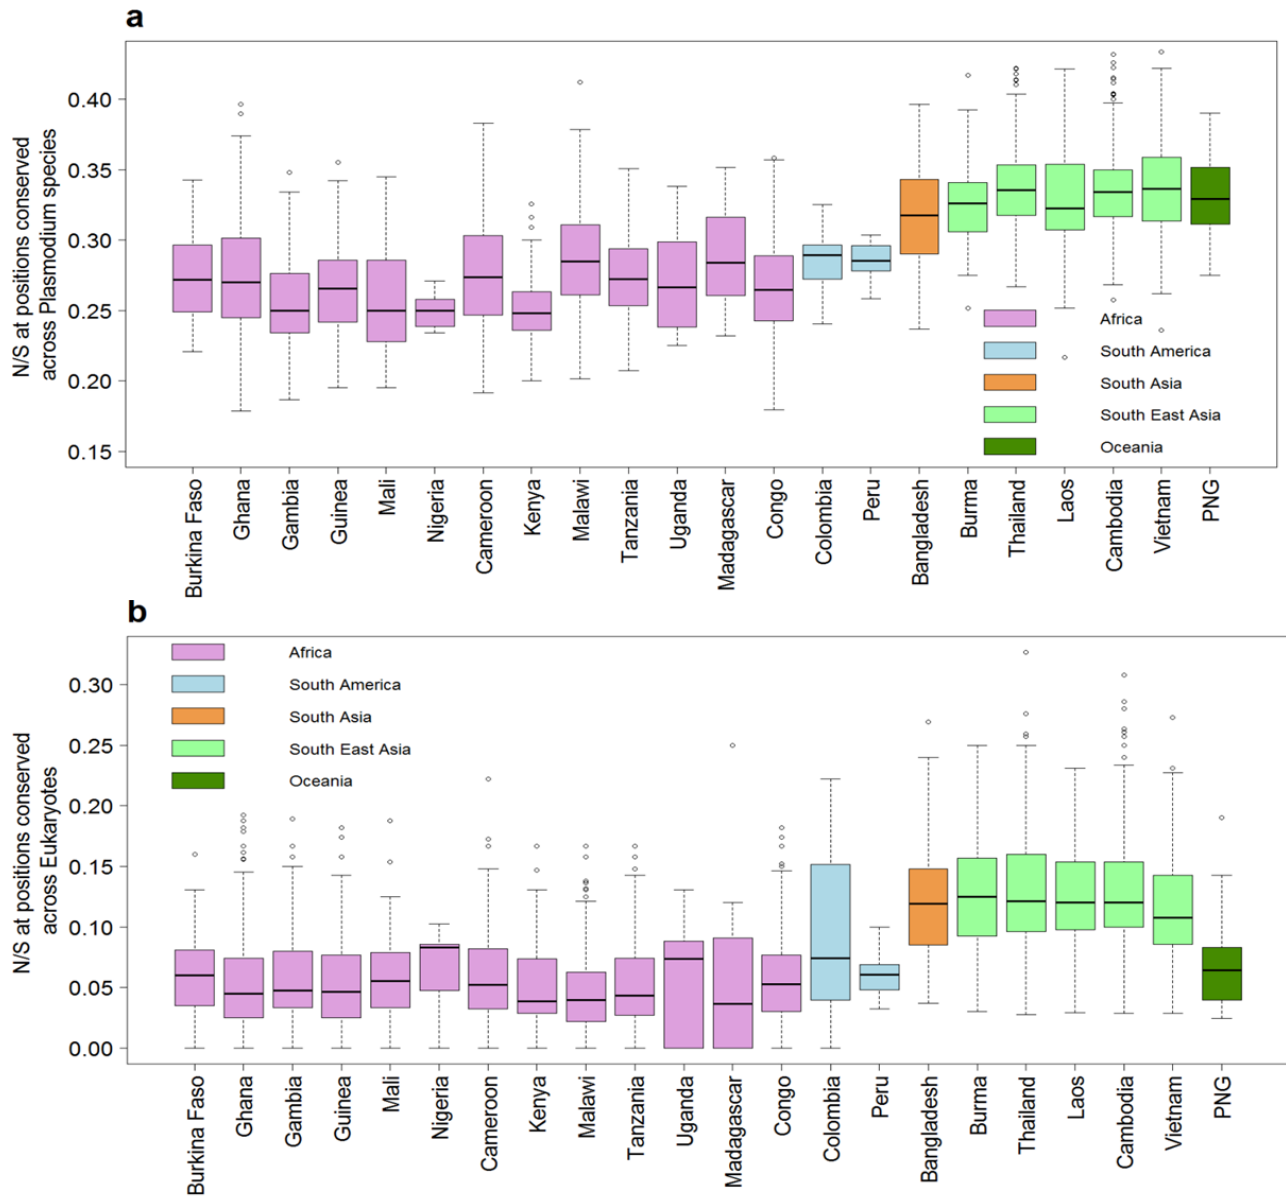 a
N/S at positions conserved
across Plasmodium species
0.40
0.35
0.30
0.25
0.20
0.15
Africa
South America
South Asia
South East Asia
Oceania
Burkina Faso
Ghana
Gambia
Guinea
Mali
Nigeria
Cameroon
Kenya
Malawi
Tanzania
Uganda
Madagascar
Congo
Colombia
Peru
Bangladesh
Burma
Thailand
Laos
Cambodia
Vietnam
PNG
b
N/S at positions conserved
across Eukaryotes
0.30
0.25
0.20
0.15
0.10
0.05
0.00
Africa
South America
South Asia
South East Asia
Oceania
Burkina Faso
Ghana
Gambia
Guinea
Mali
Nigeria
Cameroon
Kenya
Malawi
Tanzania
Uganda
Madagascar
Congo
Colombia
Peru
Bangladesh
Burma
Thailand
Laos
Cambodia
Vietnam
PNG